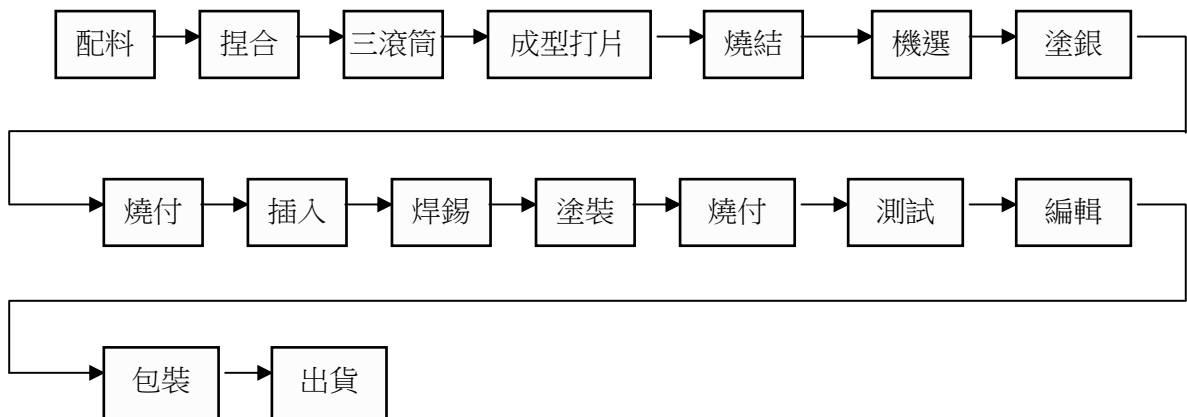 配料 捏合 三滾筒 成型打片 燒結 機選 塗銀
燒付 插入 焊錫 塗裝 燒付 測試 編輯
包裝 出貨